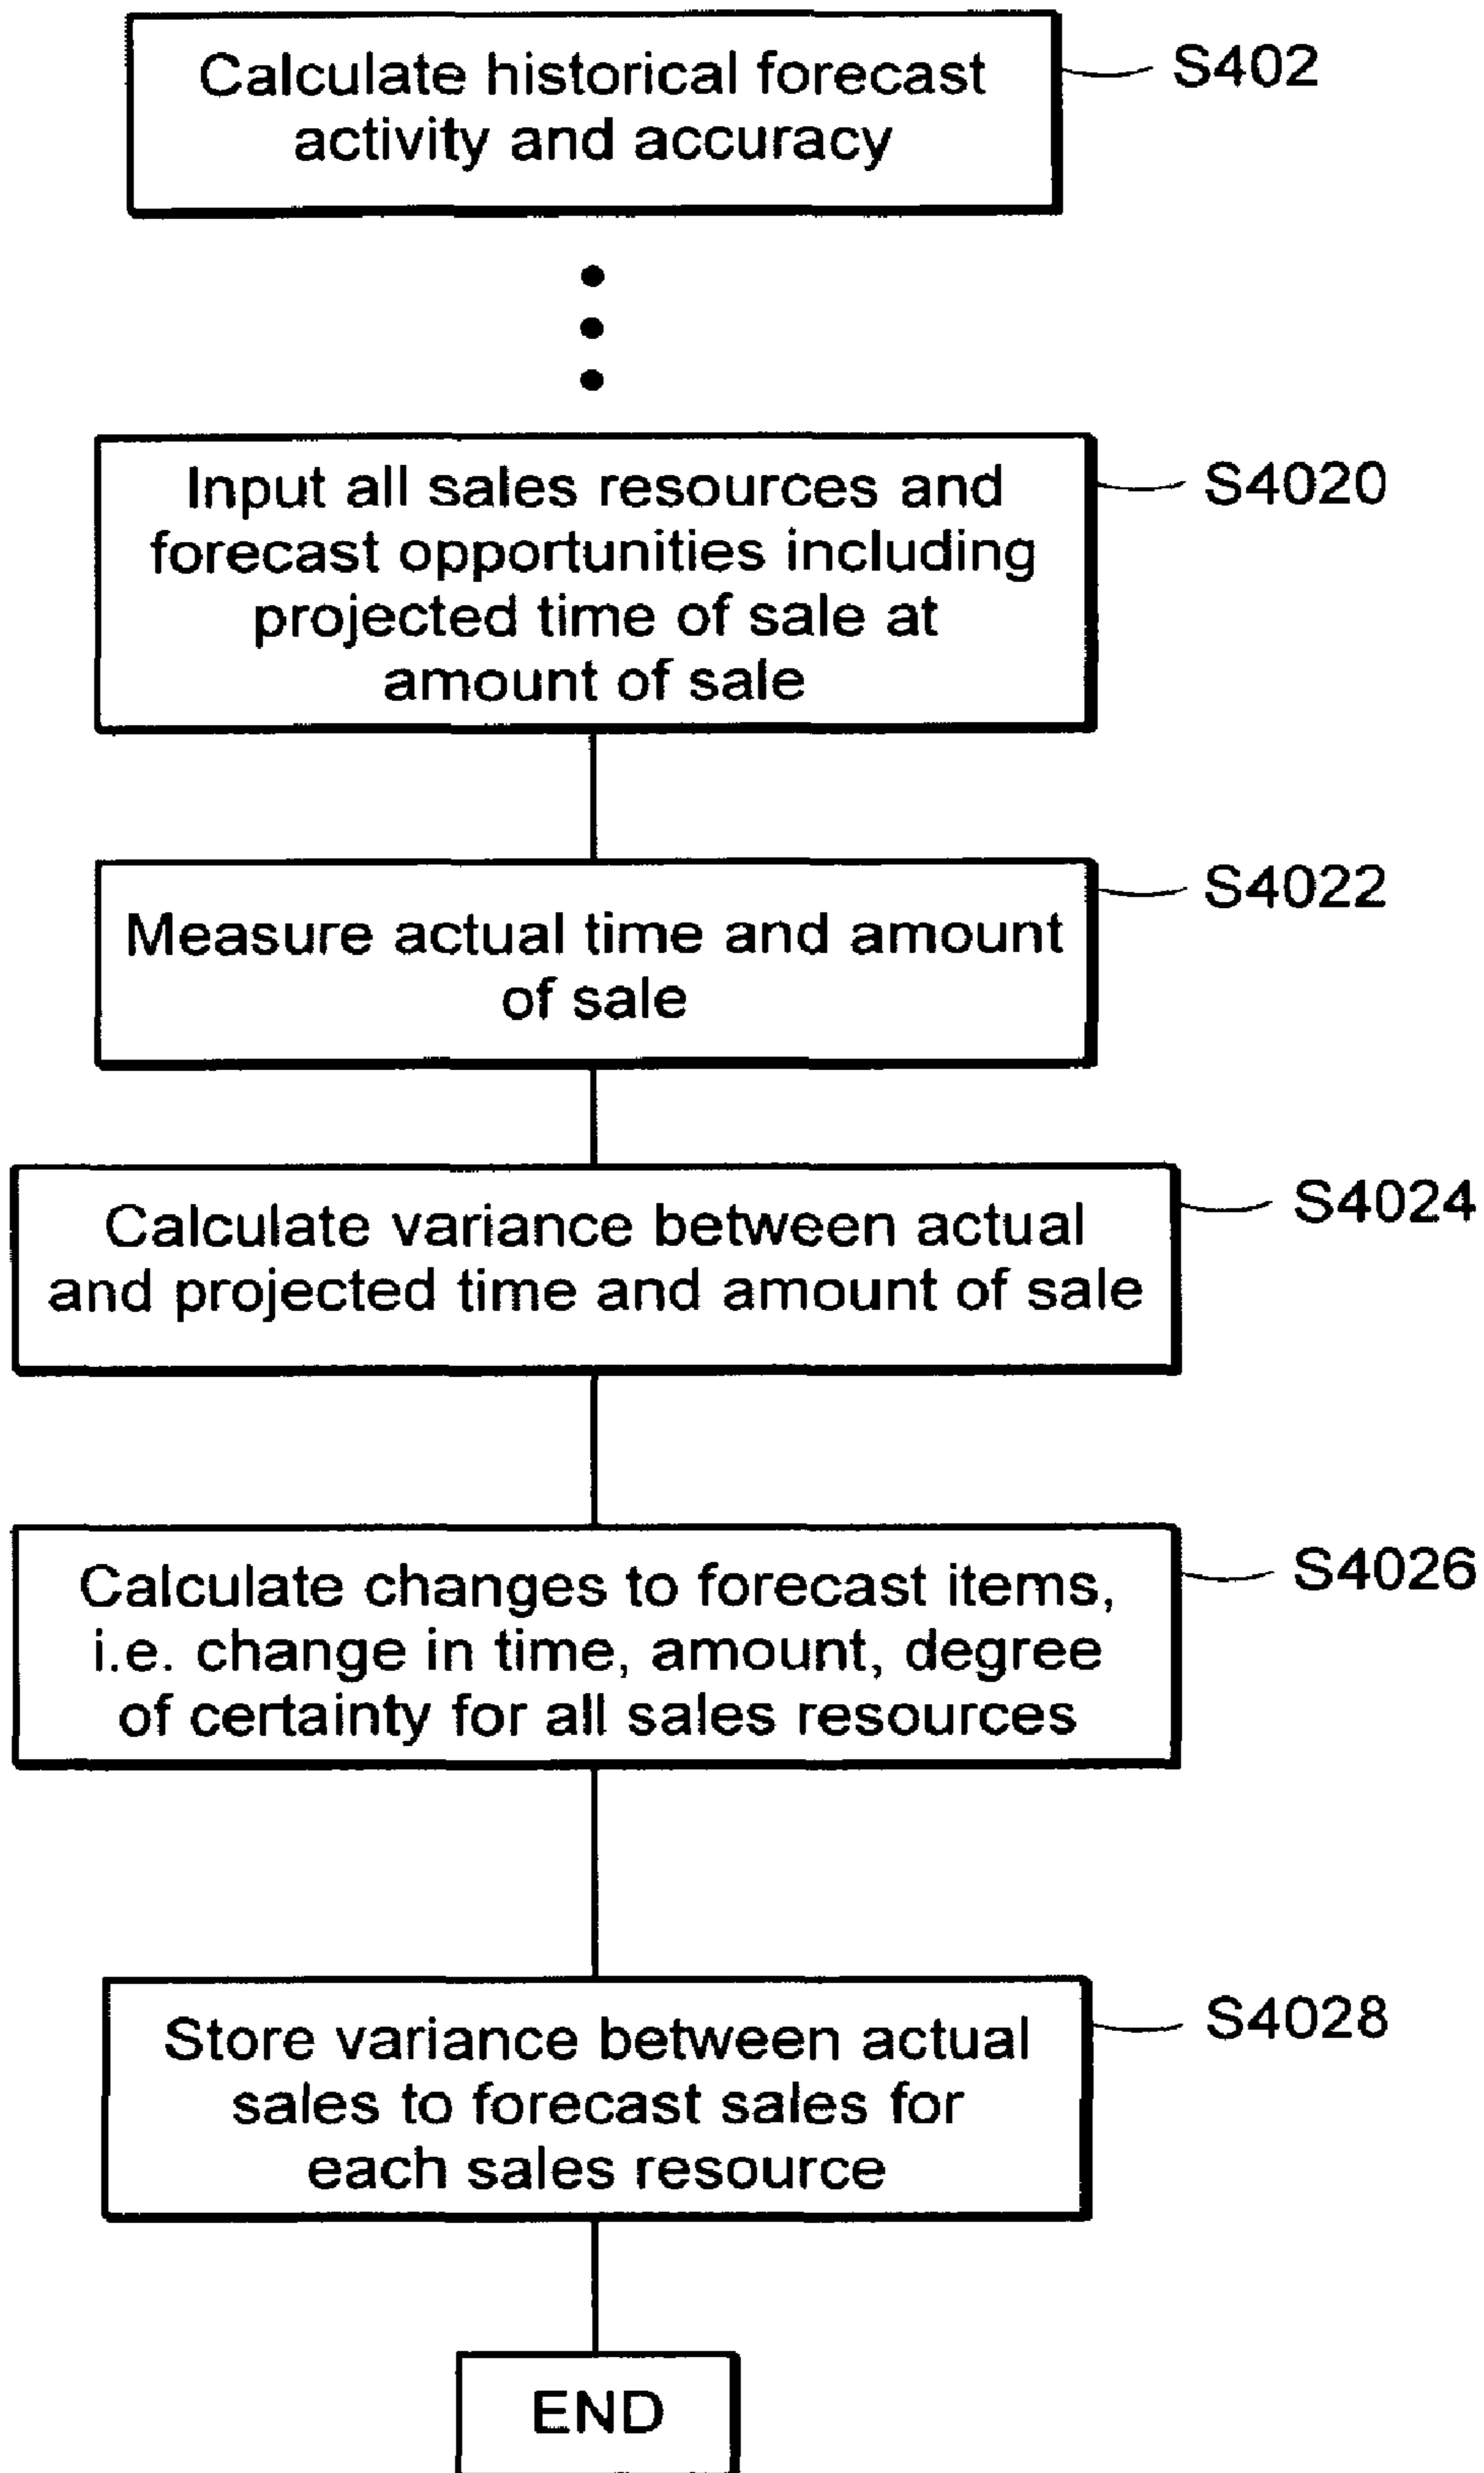 Calculate historical forecast
activity and accuracy
S402
Input all sales resources and
forecast opportunities including
projected time of sale at
amount of sale
S4020
Measure actual time and amount
of sale
S4022
Calculate variance between actual
and projected time and amount of sale
S4024
Calculate changes to forecast items,
i.e. change in time, amount, degree
of certainty for all sales resources
S4026
Store variance between actual
sales to forecast sales for
each sales resource
S4028
END